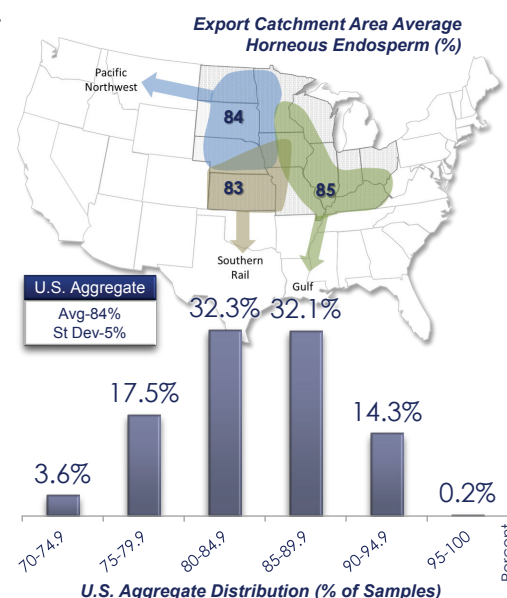 Export Catchment Area Average
Horneous Endosperm (%)
Pacific
Northwest
84
83
85
Southern
Rail
Gulf
U.S. Aggregate
Avg-84%
St Dev-5%
3.6%
17.5%
32.3%
32.1%
14.3%
0.2%
70-74.9
75-79.9
80-84.9
85-89.9
90-94.9
95-100
Percent
U.S. Aggregate Distribution (% of Samples)